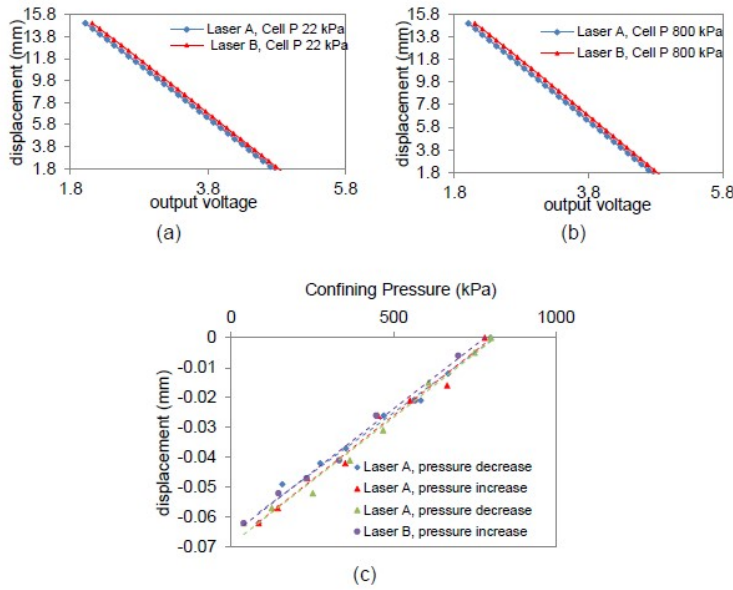 15.8
13.8
11.8
9.8
7.8
5.8
3.8
1.8
displacement (mm)
Laser A, Cell P 22 kPa
Laser B, Cell P 22 kPa
1.8 3.8 5.8
output voltage
(a)
15.8
13.8
11.8
9.8
7.8
5.8
3.8
1.8
displacement (mm)
Laser A, Cell P 800 kPa
Laser B, Cell P 800 kPa
1.8 3.8 5.8
output voltage
(b)
Confining Pressure (kPa)
0 500 1000
0
-0.01
-0.02
-0.03
-0.04
-0.05
-0.06
-0.07
displacement (mm)
Laser A, pressure decrease
Laser A, pressure increase
Laser A, pressure decrease
Laser B, pressure increase
(c)